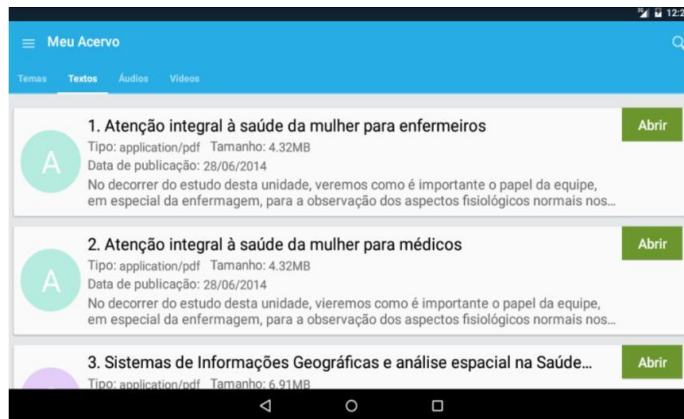 12:2
Meu Acervo
Temas Textos Áudios Vídeos
1. Atenção integral à saúde da mulher para enfermeiros
Abrir
A
Tipo: application/pdf Tamanho: 4.32MB
Data de publicação: 28/06/2014
No decorrer do estudo desta unidade, veremos como é importante o papel da equipe,
em especial da enfermagem, para a observação dos aspectos fisiológicos normais nos...
2. Atenção integral à saúde da mulher para médicos
Abrir
A
Tipo: application/pdf Tamanho: 4.32MB
Data de publicação: 28/06/2014
No decorrer do estudo desta unidade, vieremos como é importante o papel da equipe,
em especial da enfermagem, para a observação dos aspectos fisiológicos normais nos...
3. Sistemas de Informações Geográficas e análise espacial na Saúde...
Abrir
Tipo: application/pdf Tamanho: 6.91MB